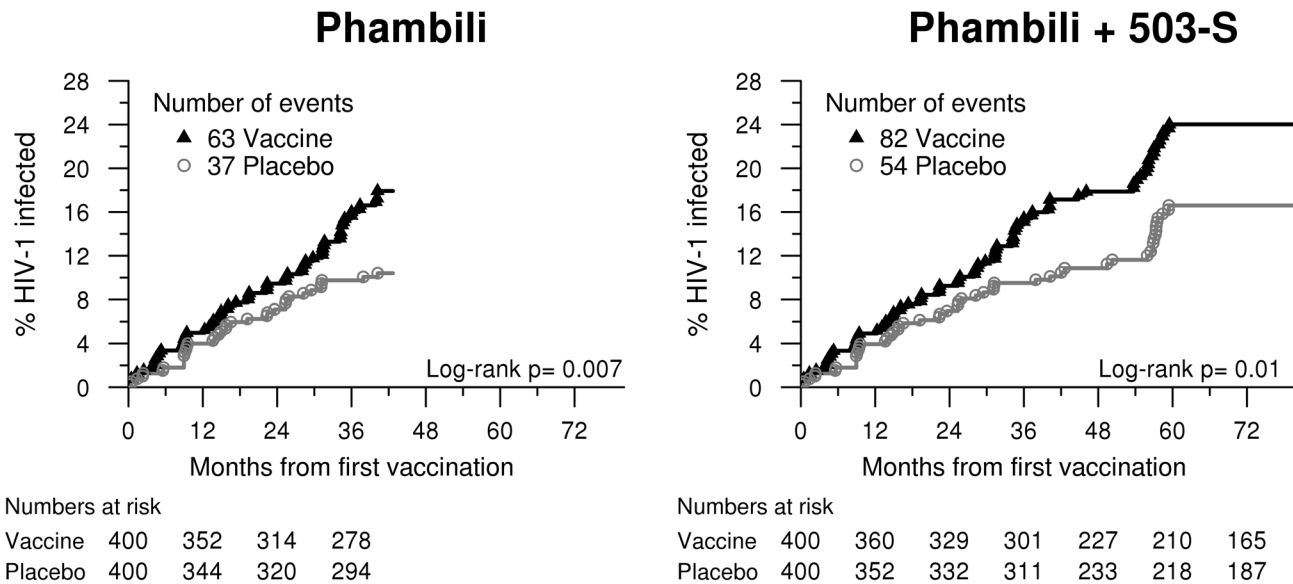 Phambili
Phambili + 503-S
28
24
20
16
12
8
4
0
% HIV-1 infected
Number of events
63 Vaccine
37 Placebo
Log-rank p= 0.007
0 12 24 36 48 60 72
Months from first vaccination
Numbers at risk
Vaccine 400 352 314 278
Placebo 400 344 320 294
28
24
20
16
12
8
4
0
% HIV-1 infected
Number of events
82 Vaccine
54 Placebo
Log-rank p= 0.01
0 12 24 36 48 60 72
Months from first vaccination
Numbers at risk
Vaccine 400 360 329 301 227 210 165
Placebo 400 352 332 311 233 218 187